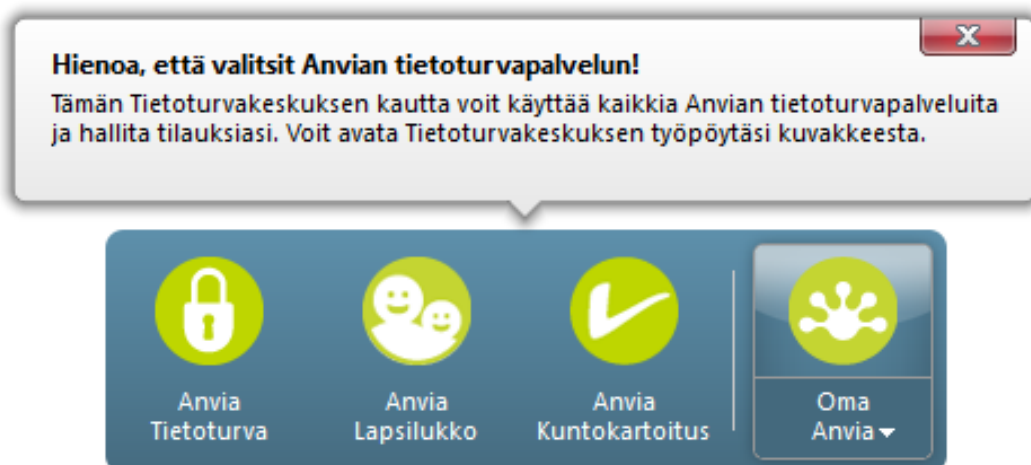 Hienoa, että valitsit Anvian tietoturvapalvelun!
Tämän Tietoturvakeskuksen kautta voit käyttää kaikkia Anvian tietoturvapalveluita
ja hallita tilauksiasi. Voit avata Tietoturvakeskuksen työpöytäsi kuvakkeesta.
Anvia
Tietoturva
Anvia
Lapsilukko
Anvia
Kuntokartoitus
Oma
Anvia